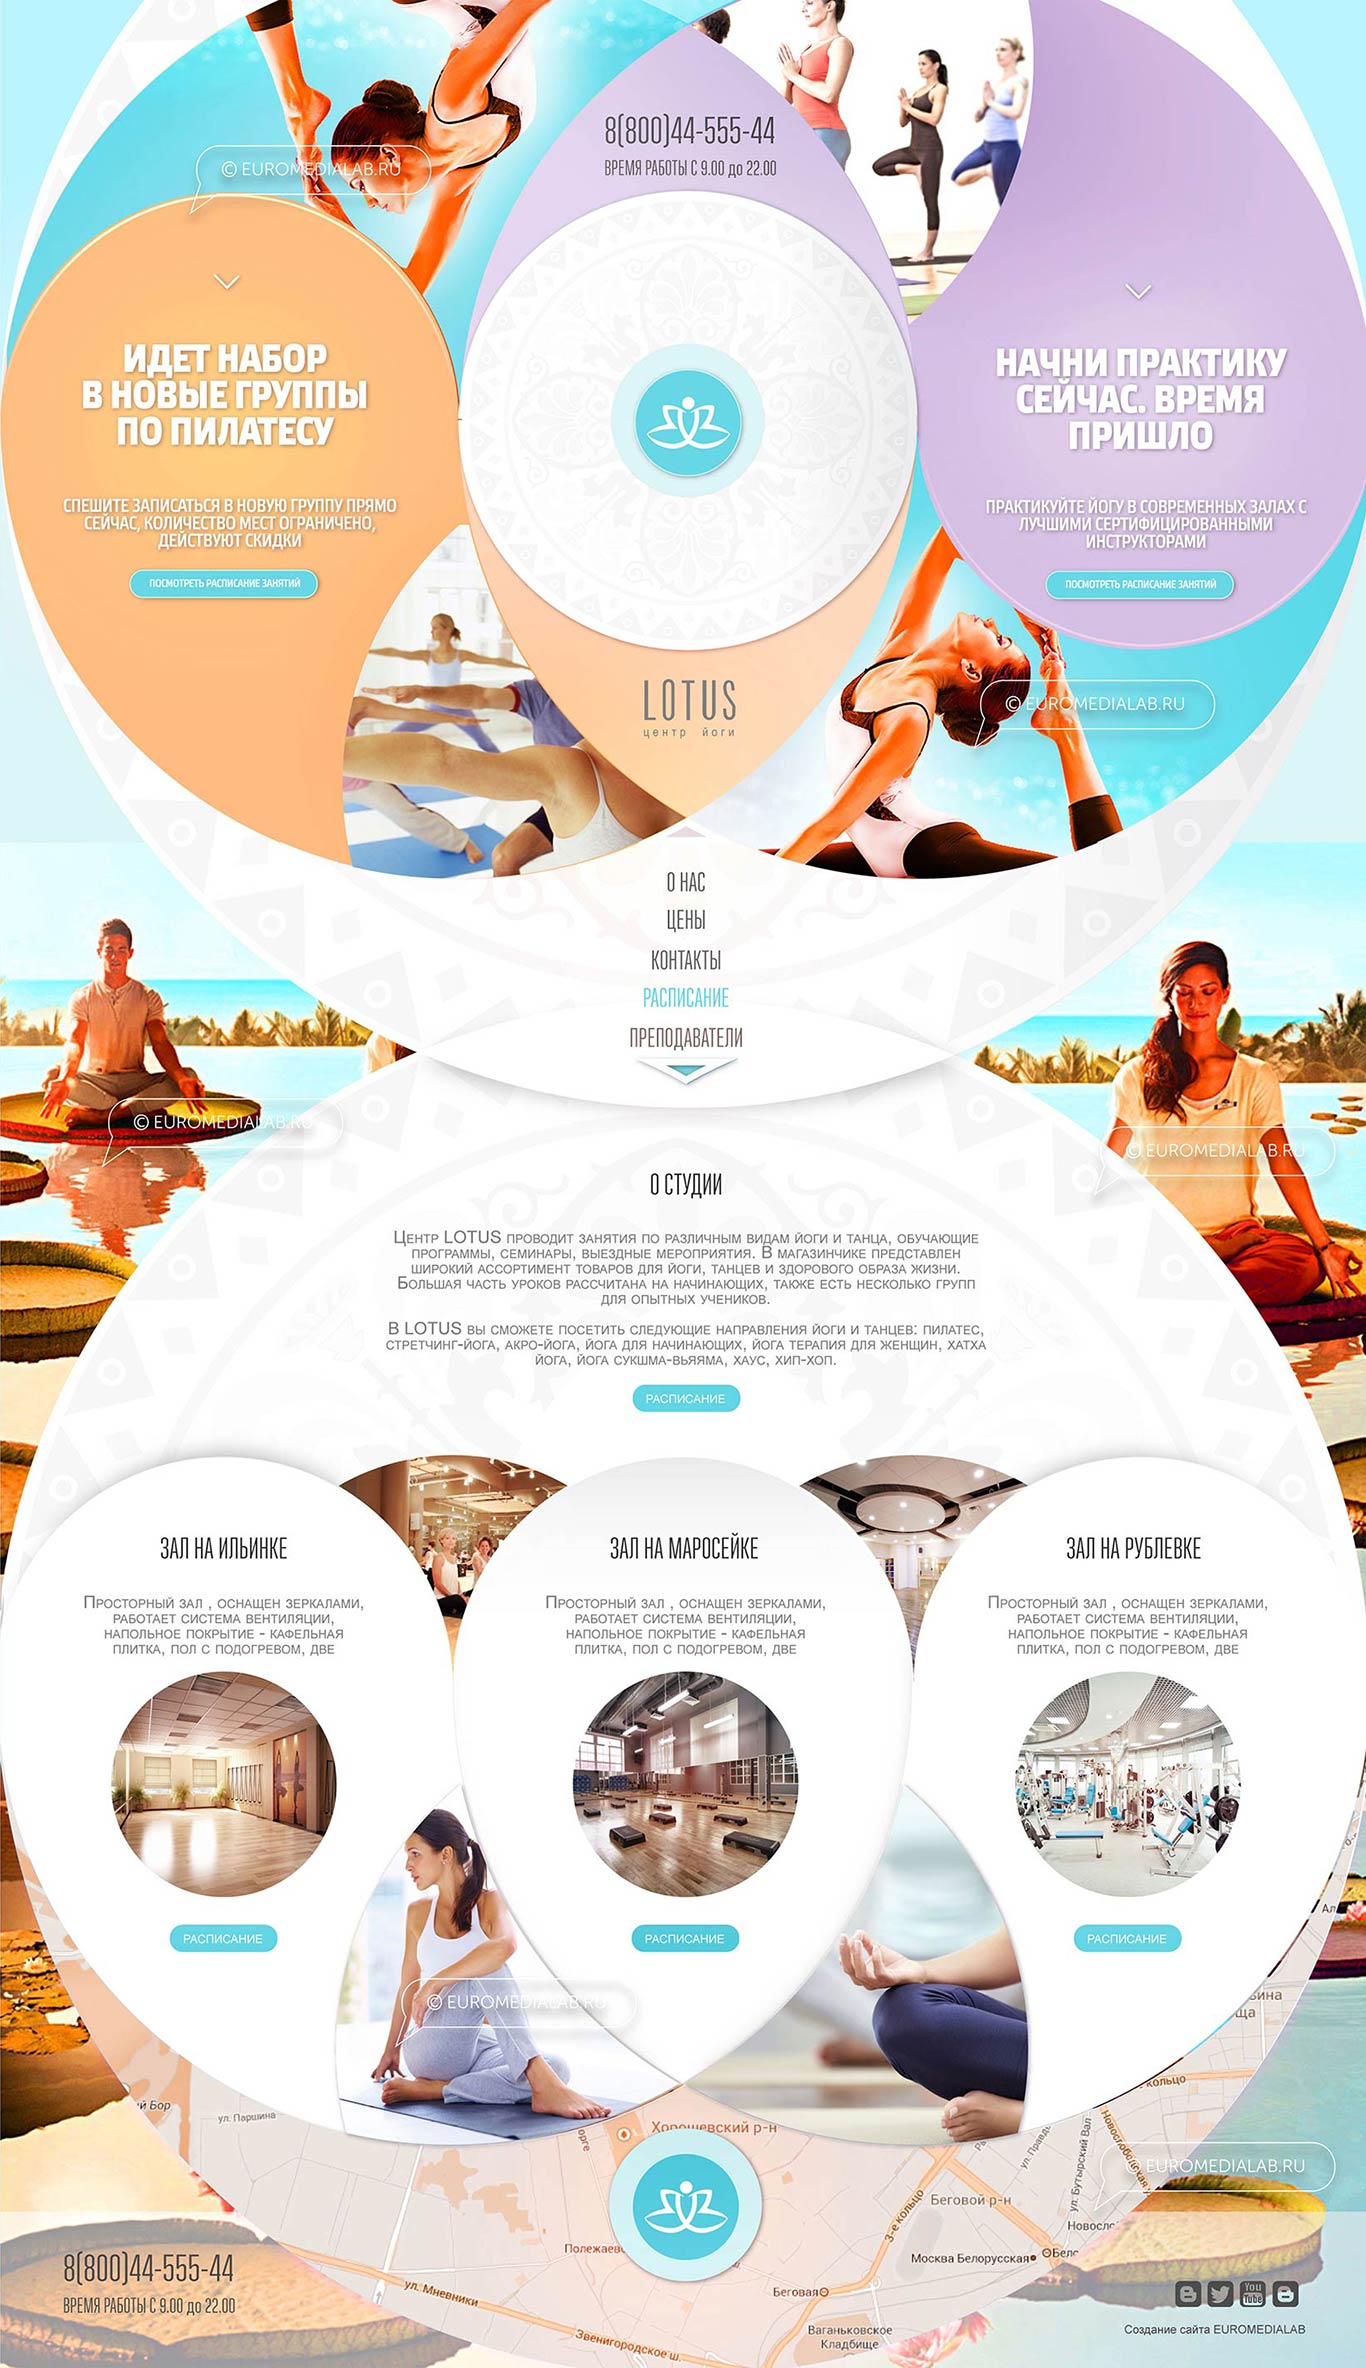 8(800)44-555-44
ВРЕМЯ РАБОТЫ С 9.00 до 22.00
© EUROMEDIALAB.RU
ИДЕТ НАБОР
В НОВЫЕ ГРУППЫ
ПО ПИЛАТЕСУ
СПЕШИТЕ ЗАПИСАТЬСЯ В НОВУЮ ГРУППУ ПРЯМО
СЕЙЧАС, КОЛИЧЕСТВО МЕСТ ОГРАНИЧЕНО,
ДЕЙСТВУЮТ СКИДКИ
ПОСМОТРЕТЬ РАСПИСАНИЕ ЗАНЯТИЙ
НАЧНИ ПРАКТИКУ
СЕЙЧАС. ВРЕМЯ
ПРИШЛО
ПРАКТИКУЙТЕ ЙОГУ В СОВРЕМЕННЫХ ЗАЛАХ С
ЛУЧШИМИ СЕРТИФИЦИРОВАННЫМИ
ИНСТРУКТОРАМИ
ПОСМОТРЕТЬ РАСПИСАНИЕ ЗАНЯТИЙ
LOTUS
центр йоги
© EUROMEDIALAB.RU
О НАС
ЦЕНЫ
КОНТАКТЫ
РАСПИСАНИЕ
ПРЕПОДАВАТЕЛИ
© EUROMEDIALAB.RU
© EUROMEDIALAB.RU
О СТУДИИ
Центр LOTUS проводит занятия по различным видам йоги и танца, обучающие
программы, семинары, выездные мероприятия. В магазинчике представлен
широкий ассортимент товаров для йоги, танцев и здорового образа жизни.
Большая часть уроков рассчитана на начинающих, также есть несколько групп
для опытных учеников.
В LOTUS вы сможете посетить следующие направления йоги и танцев: пилатес,
стретчинг-йога, акро-йога, йога для начинающих, йога терапия для женщин, хатха
йога, йога сукшма-вьяяма, хаус, хип-хоп.
РАСПИСАНИЕ
ЗАЛ НА ИЛЬИНКЕ
Просторный зал , оснащен зеркалами,
работает система вентиляции,
напольное покрытие - кафельная
плитка, пол с подогревом, две
РАСПИСАНИЕ
ЗАЛ НА МАРОСЕЙКЕ
Просторный зал , оснащен зеркалами,
работает система вентиляции,
напольное покрытие - кафельная
плитка, пол с подогревом, две
РАСПИСАНИЕ
ЗАЛ НА РУБЛЕВКЕ
Просторный зал , оснащен зеркалами,
работает система вентиляции,
напольное покрытие - кафельная
плитка, пол с подогревом, две
РАСПИСАНИЕ
© EUROMEDIALAB.RU
й Бор
ул. Паршина
Хорошевский р-н
3-е кольцо
Беговой р-н
ул. Бутырский Вал
© EUROMEDIALAB.RU
Москва Белорусская
Беговая
Ваганьковское
Кладбище
ул. Мневники
Звенигородское ш.
8(800)44-555-44
ВРЕМЯ РАБОТЫ С 9.00 до 22.00
You
Tube
Создание сайта EUROMEDIALAB